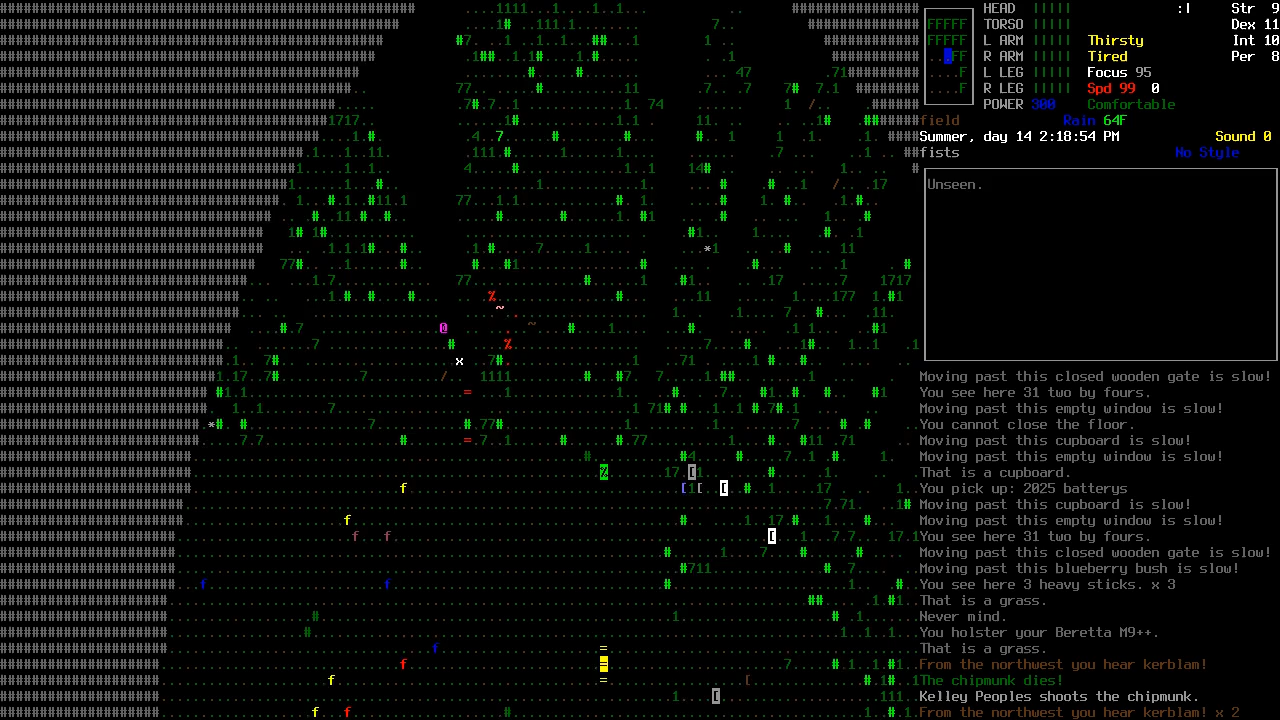 HEAD ||||| :| Str 9
TORSO ||||| Dex 11
L ARM ||||| Thirsty Int 10
R ARM ||||| Tired Per 8
L LEG ||||| Focus 95
R LEG ||||| Spd 99 0
POWER 300 Comfortable
field Rain 64F
Summer, day 14 2:18:54 PM Sound 0
fists No Style
Unseen.
Moving past this closed wooden gate is slow!
You see here 31 two by fours.
Moving past this empty window is slow!
You cannot close the floor.
Moving past this cupboard is slow!
Moving past this empty window is slow!
That is a cupboard.
You pick up: 2025 batterys
Moving past this cupboard is slow!
Moving past this empty window is slow!
You see here 31 two by fours.
Moving past this closed wooden gate is slow!
Moving past this blueberry bush is slow!
You see here 3 heavy sticks. x 3
That is a grass.
Never mind.
You holster your Beretta M9++.
That is a grass.
From the northwest you hear kerblam!
The chipmunk dies!
Kelley Peoples shoots the chipmunk.
From the northwest you hear kerblam! x 2